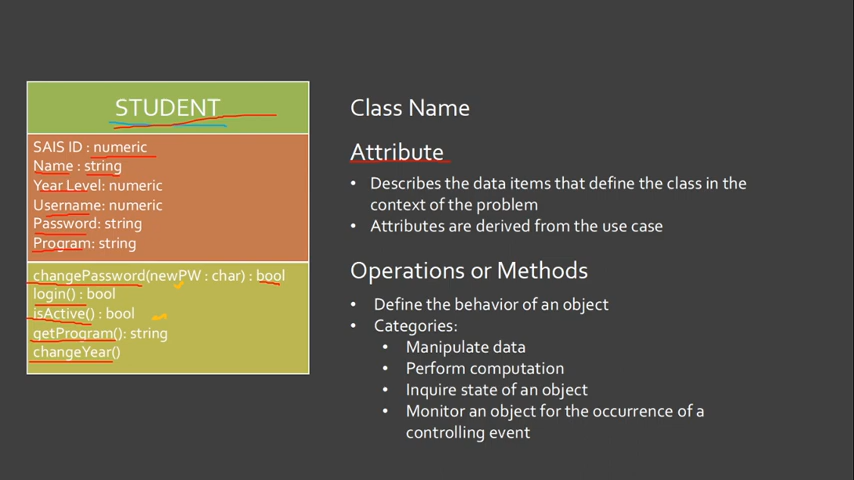 STUDENT
SAIS ID : numeric
Name : string
Year Level: numeric
Username: numeric
Password: string
Program: string
changePassword(newPW : char) : bool
login() : bool
isActive() : bool
getProgram(): string
changeYear()
Class Name
Attribute
• Describes the data items that define the class in the
context of the problem
• Attributes are derived from the use case
Operations or Methods
• Define the behavior of an object
• Categories:
• Manipulate data
• Perform computation
• Inquire state of an object
• Monitor an object for the occurrence of a
controlling event